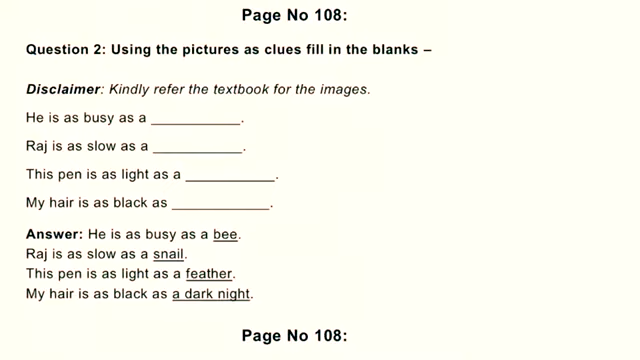 Page No 108:
Question 2: Using the pictures as clues fill in the blanks –
Disclaimer: Kindly refer the textbook for the images.
He is as busy as a ____________.
Raj is as slow as a ____________.
This pen is as light as a ____________.
My hair is as black as _____________.
Answer: He is as busy as a bee.
Raj is as slow as a snail.
This pen is as light as a feather.
My hair is as black as a dark night.
Page No 108: